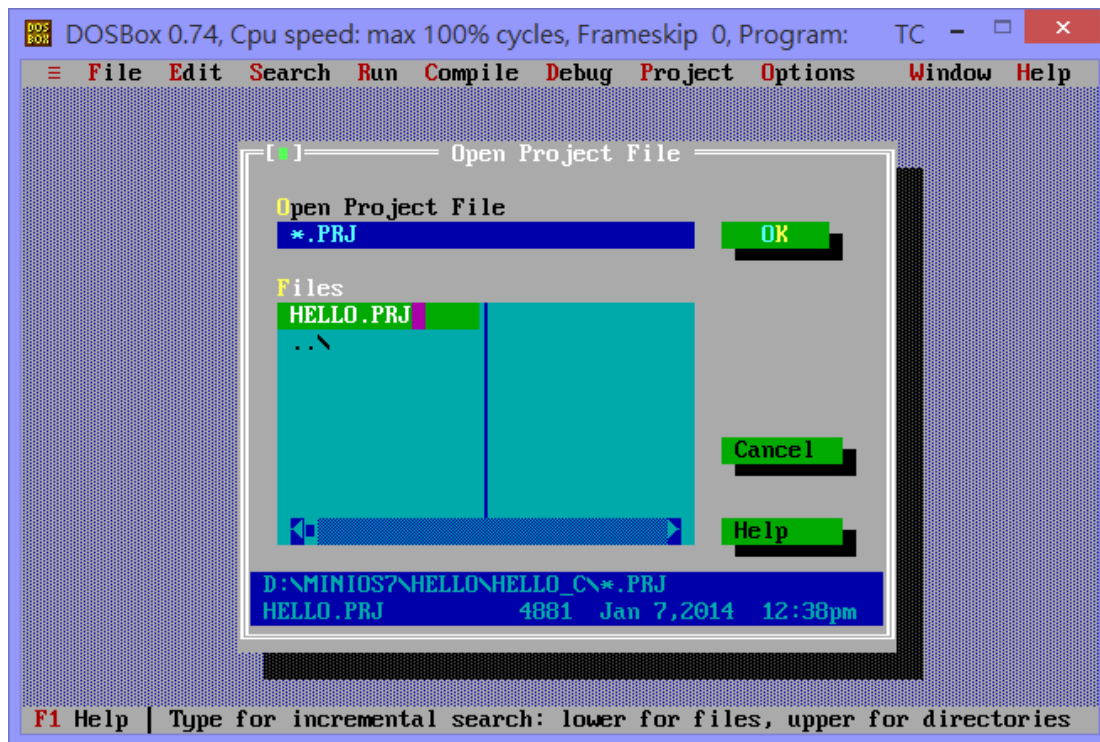 DOS BOX DOSBox 0.74, Cpu speed: max 100% cycles, Frameskip 0, Program: TC
≡ File Edit Search Run Compile Debug Project Options Window Help
Open Project File
Open Project File
*.PRJ OK
Files
HELLO.PRJ
..\
Cancel
Help
D:\MINIOS7\HELLO\HELLO_C\*.PRJ
HELLO.PRJ 4881 Jan 7,2014 12:38pm
F1 Help | Type for incremental search: lower for files, upper for directories